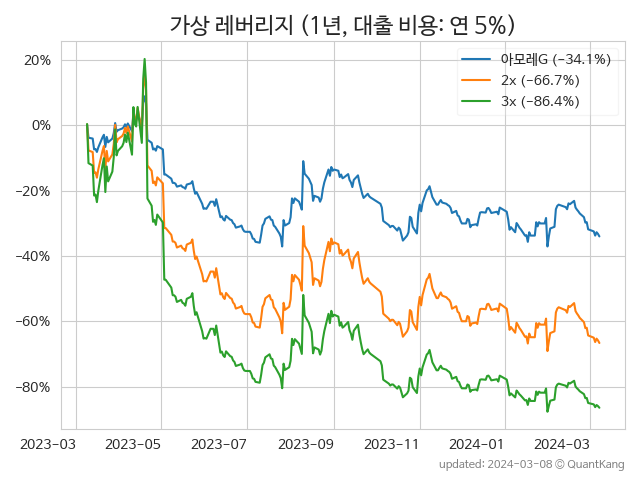 가상 레버리지 (1년, 대출 비용: 연 5%)
아모레G (−34.1%)
2x (−66.7%)
3x (−86.4%)
20%
0%
−20%
−40%
−60%
−80%
2023-03 2023-05 2023-07 2023-09 2023-11 2024-01 2024-03
updated: 2024-03-08 © QuantKang